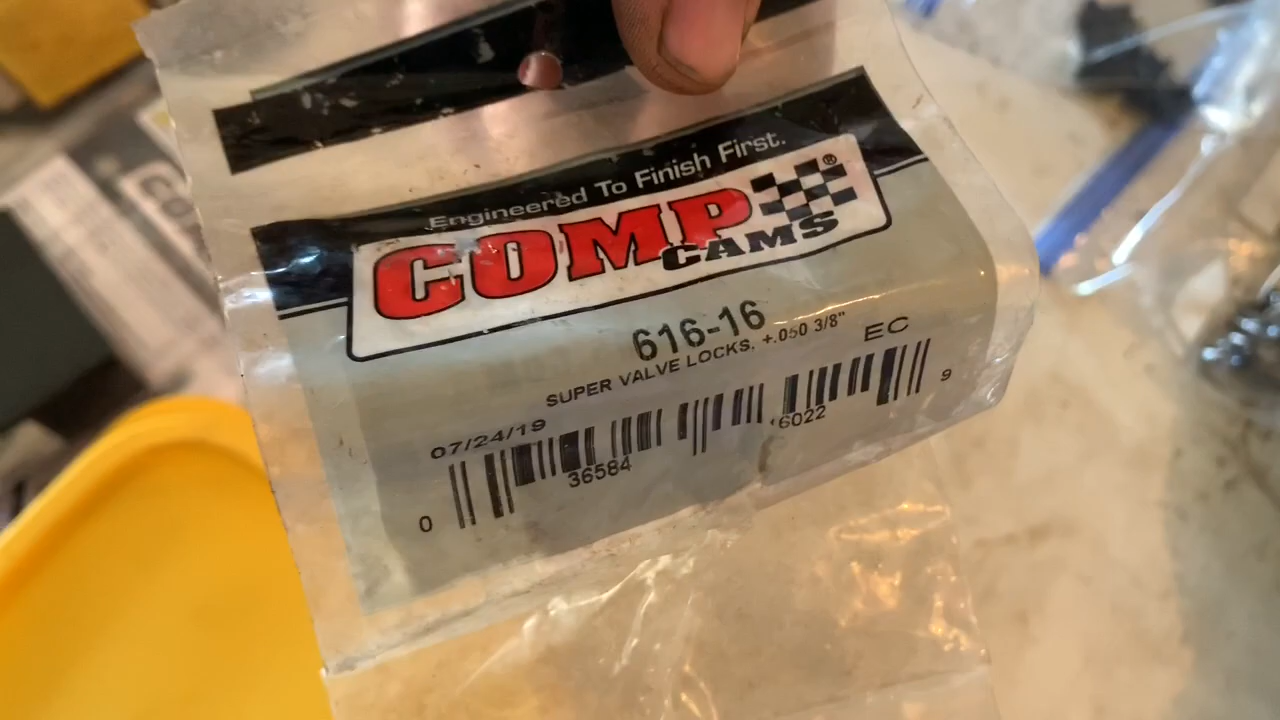 Engineered To Finish First.
COMP
CAMS
®
616-16
SUPER VALVE LOCKS, +.050 3/8"
EC
07/24/19
0 36584 6022 9